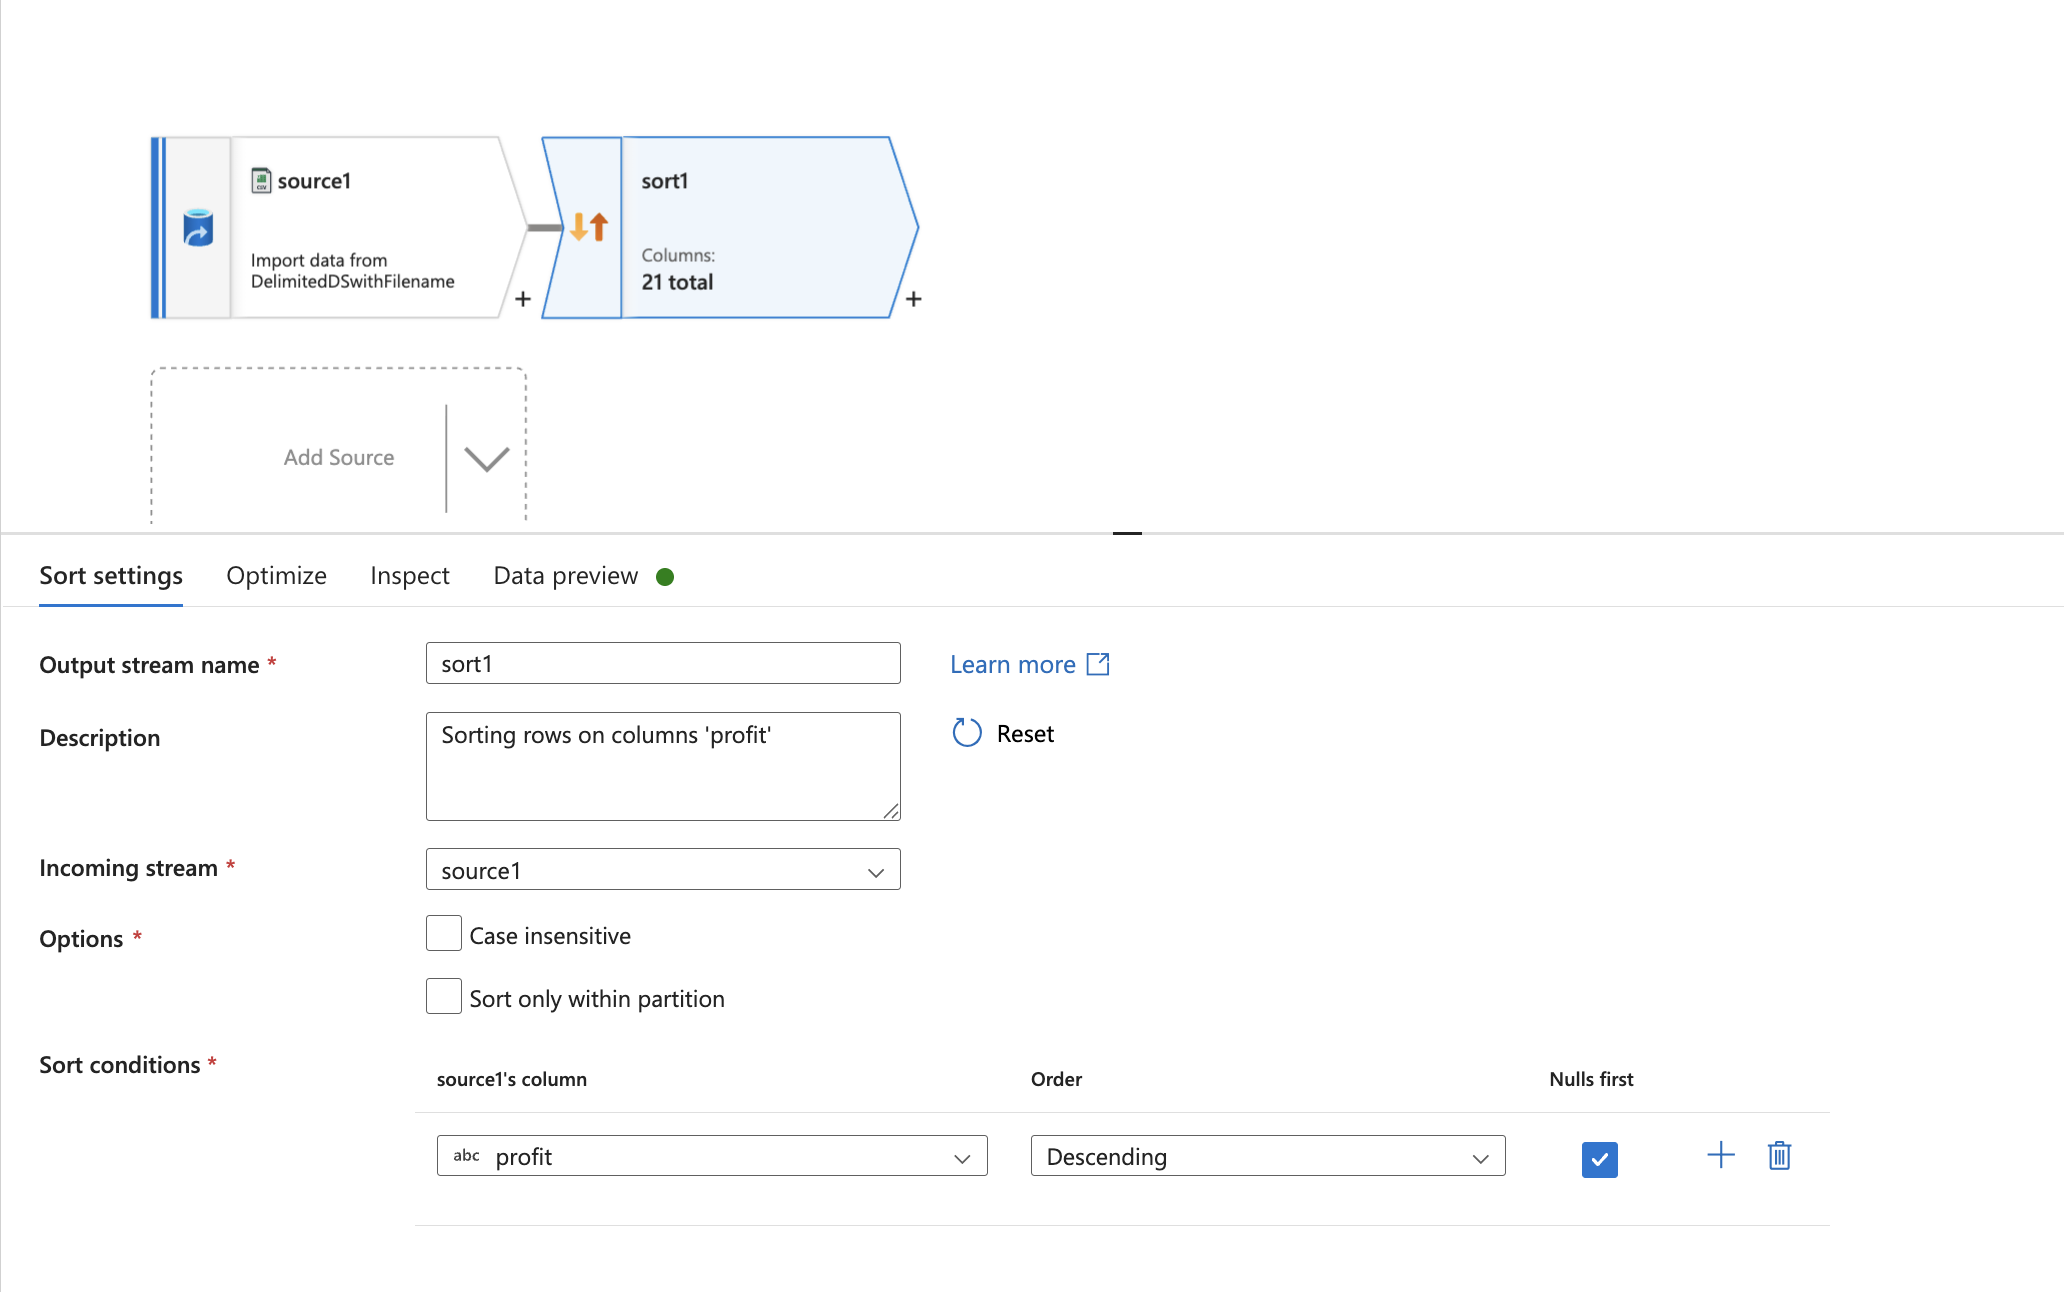 source1
Import data from
DelimitedDSwithFilename
+
sort1
Columns:
21 total
+
Add Source
Sort settings
Optimize
Inspect
Data preview
Output stream name *
sort1
Learn more
Description
Sorting rows on columns 'profit'
Reset
Incoming stream *
source1
Options *
Case insensitive
Sort only within partition
Sort conditions *
source1's column
Order
Nulls first
abc profit
Descending